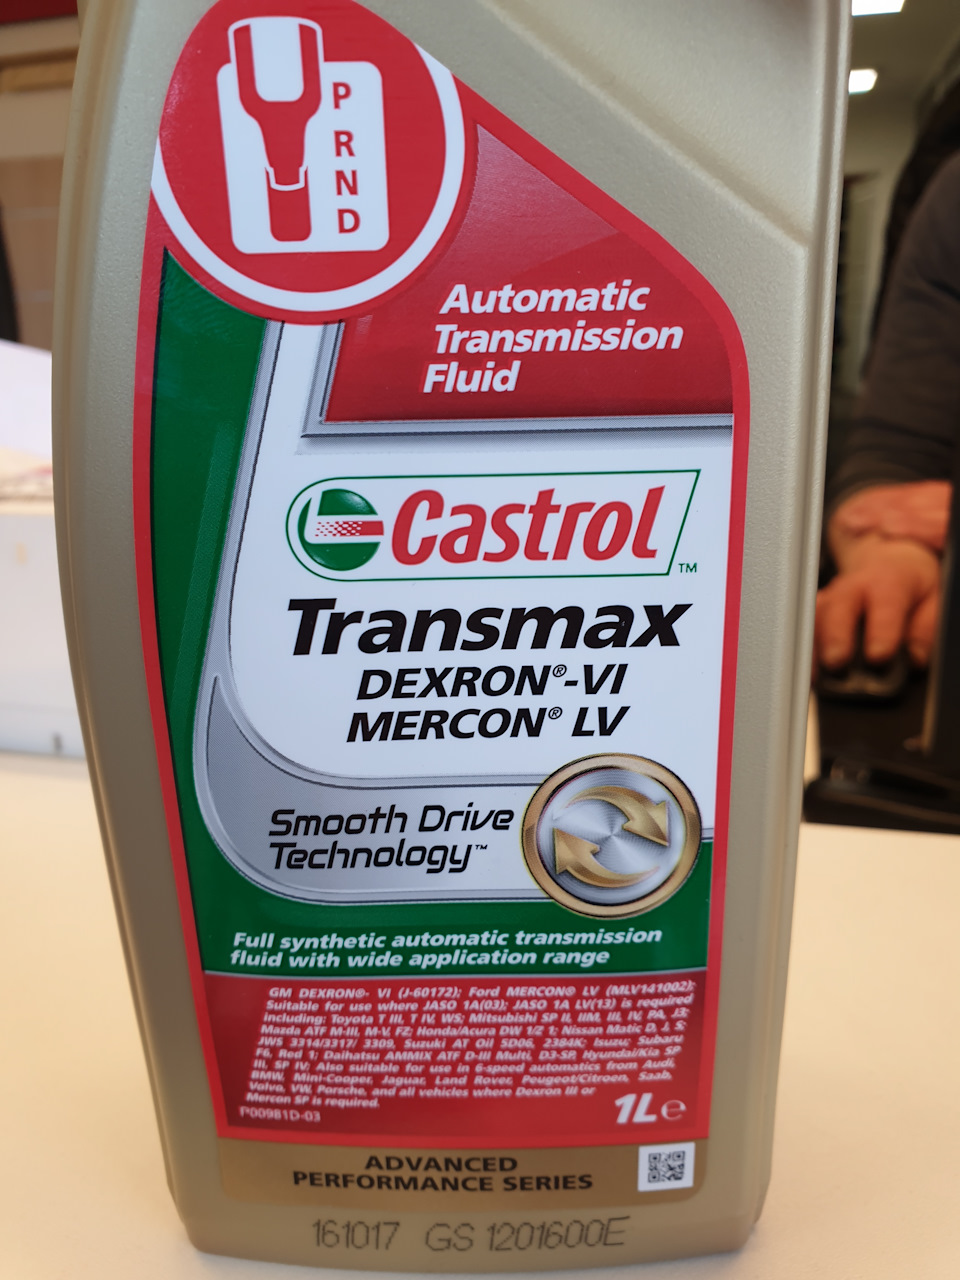 P
R
N
D
Automatic
Transmission
Fluid
Castrol™
Transmax
DEXRON®-VI
MERCON® LV
Smooth Drive
Technology™
Full synthetic automatic transmission
fluid with wide application range
GM DEXRON®- VI (J-60172); Ford MERCON® LV (MLV141002);
Suitable for use where JASO 1A(03); JASO 1A LV(13) is required
including: Toyota T III, T IV, WS; Mitsubishi SP II, IIM, III, IV, PA, J3;
Mazda ATF M-III, M-V, FZ; Honda/Acura DW 1/Z 1; Nissan Matic D, J, S;
JWS 3314/3317/ 3309, Suzuki AT Oil 5D06, 2384K; Isuzu; Subaru
F6, Red 1; Daihatsu AMMIX ATF D-III Multi, D3-SP, Hyundai/Kia SP
III, SP IV; Also suitable for use in 6-speed automatics from Audi,
BMW, Mini-Cooper, Jaguar, Land Rover, Peugeot/Citroen, Saab,
Volvo, VW, Porsche, and all vehicles where Dexron III or
Mercon SP is required.
P00981D-03
1L e
ADVANCED
PERFORMANCE SERIES
161017 GS 1201600E